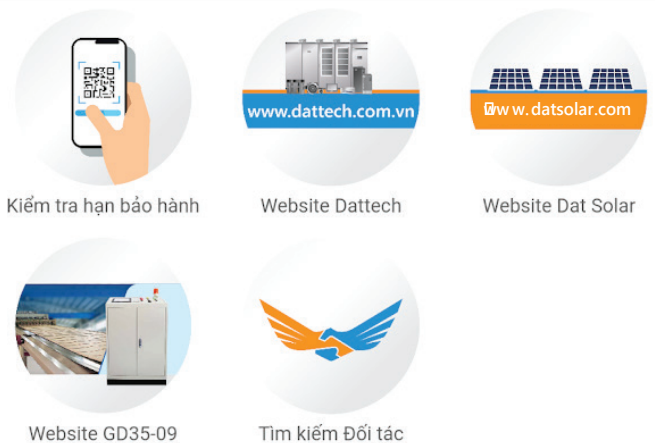 www.dattech.com.vn
ww w. datsolar.com
Kiểm tra hạn bảo hành
Website Dattech
Website Dat Solar
Website GD35-09
Tìm kiếm Đối tác